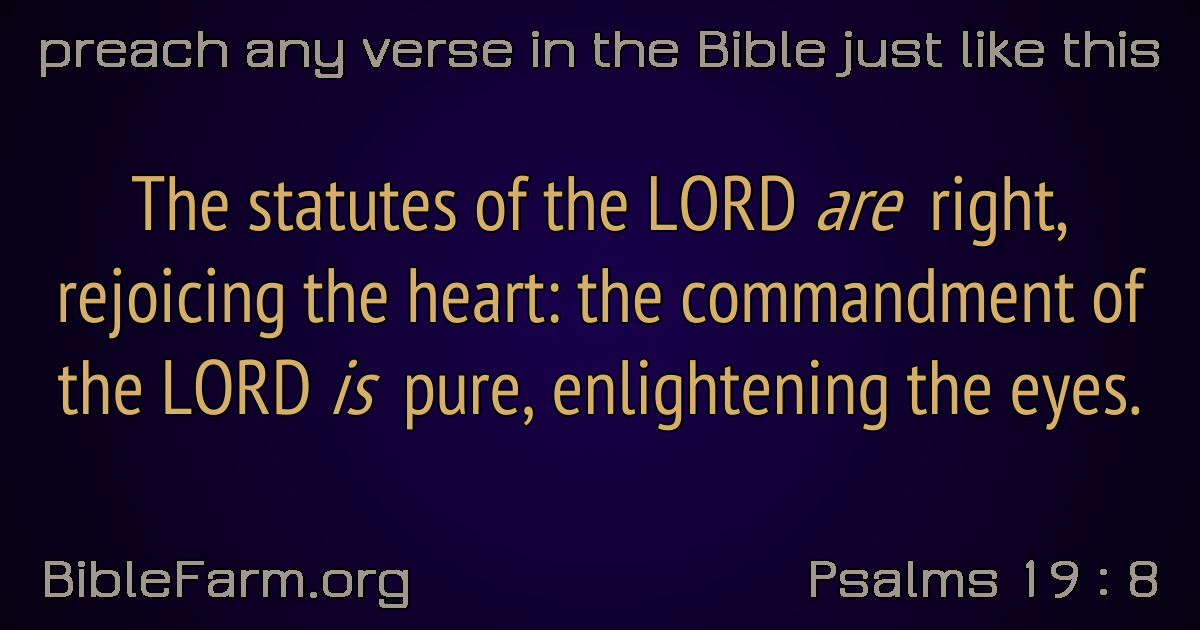 preach any verse in the Bible just like this
The statutes of the LORD are right,
rejoicing the heart: the commandment of
the LORD is pure, enlightening the eyes.
BibleFarm.org
Psalms 19 : 8